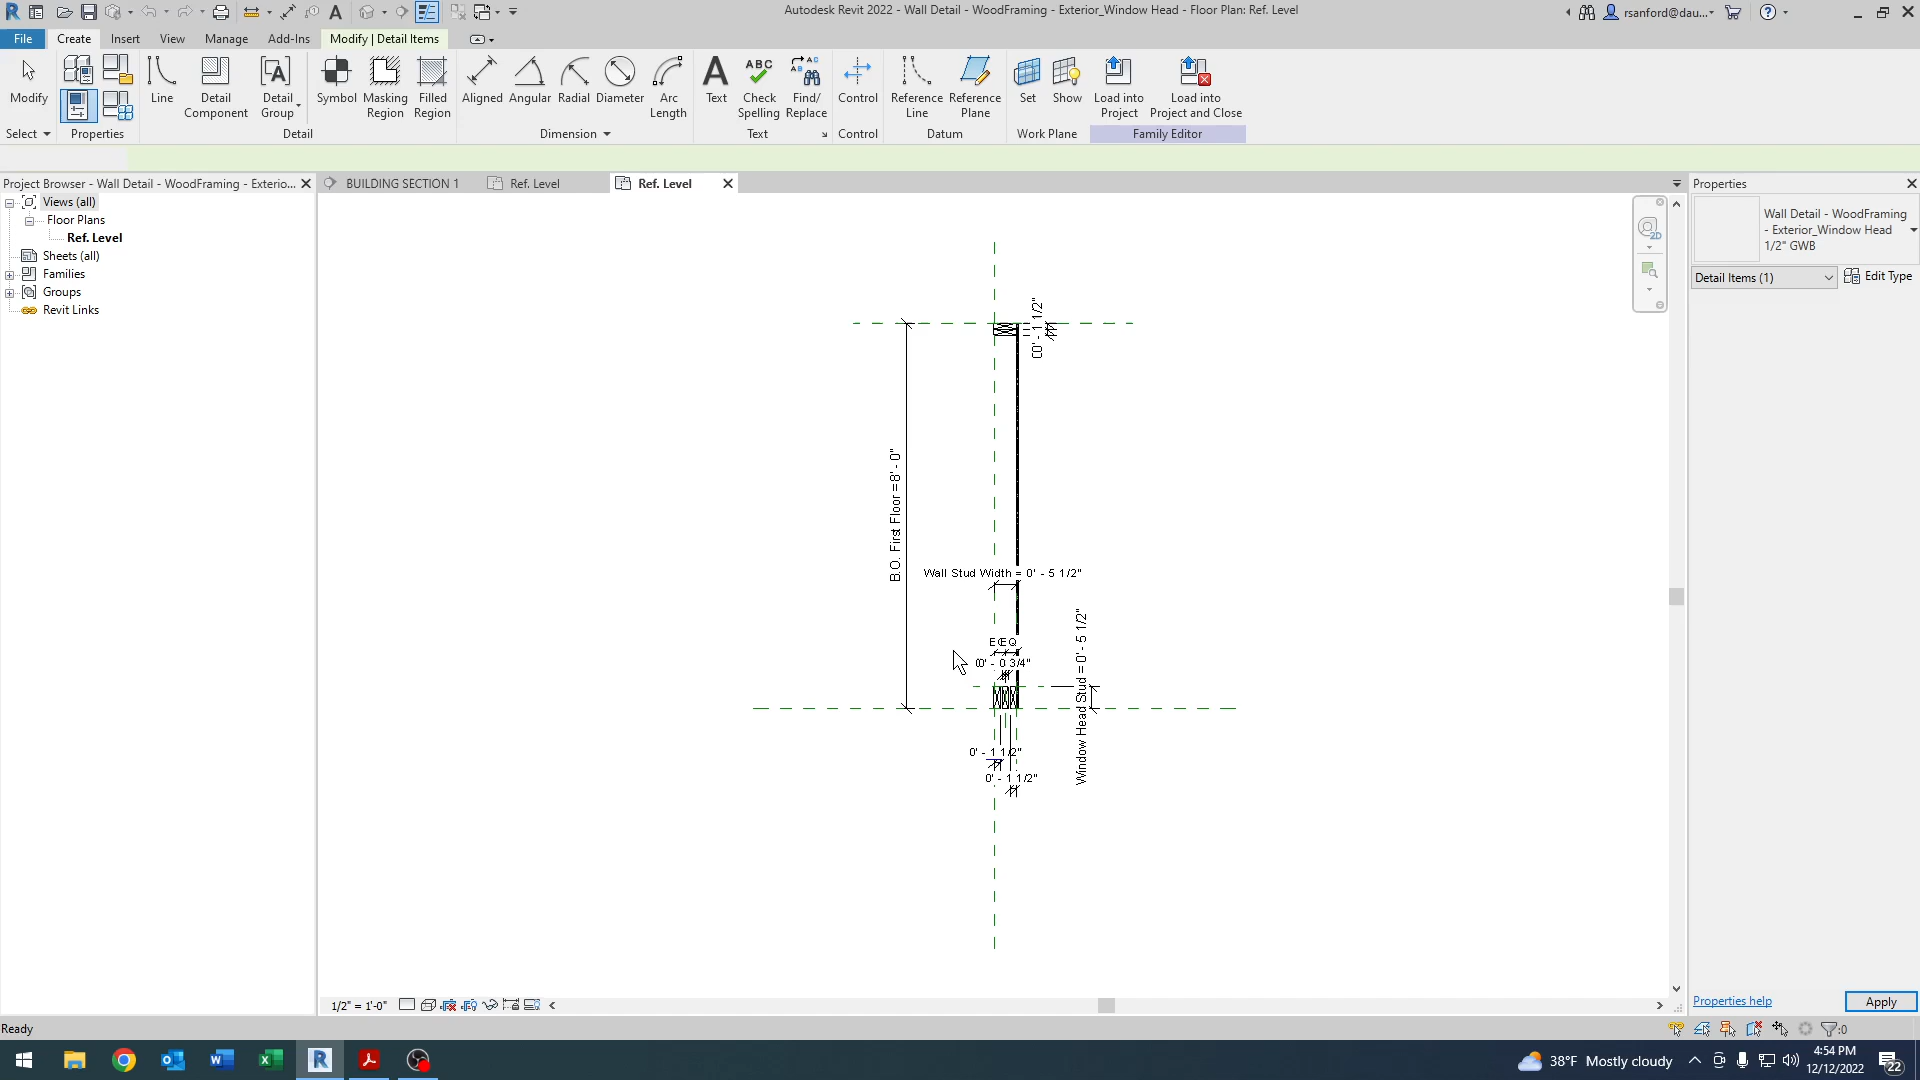 Autodesk Revit 2022 - Wall Detail - WoodFraming - Exterior_Window Head - Floor Plan: Ref. Level
rsanford@dau...
File
Create
Insert
View
Manage
Add-Ins
Modify | Detail Items
Modify
Line
Detail Component
Detail Group
Symbol
Masking Region
Filled Region
Aligned
Angular
Radial
Diameter
Arc Length
Text
ABC
Check Spelling
Find/ Replace
Control
Reference Line
Reference Plane
Set
Show
Load into Project
Load into Project and Close
Select
Properties
Detail
Dimension
Text
Control
Datum
Work Plane
Family Editor
Project Browser - Wall Detail - WoodFraming - Exterio...
BUILDING SECTION 1
Ref. Level
Ref. Level
Properties
Views (all)
Floor Plans
Ref. Level
Sheets (all)
Families
Groups
Revit Links
Wall Detail - WoodFraming
- Exterior_Window Head
1/2" GWB
Detail Items (1)
Edit Type
2D
B.O. First Floor = 8' - 0"
Wall Stud Width = 0' - 5 1/2"
EQ
0' - 0 3/4"
Window Head Stud = 0' - 5 1/2"
0' - 1 1/2"
0' - 1 1/2"
1/2" = 1'-0"
Properties help
Apply
Ready
:0
38°F Mostly cloudy
4:54 PM
12/12/2022
22